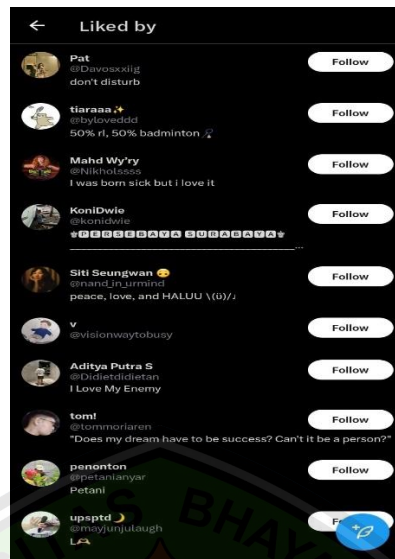 Liked by
Pat
Follow
@Davosxxiig
don't disturb
tiaraaa✨
Follow
@byloveddd
50% rl, 50% badminton 🏸
Mahd Wy'ry
Follow
@Nikholssss
I was born sick but i love it
KoniDwie
Follow
@konidwie
PERSEBAYA SURABAYA
...
Siti Seungwan
Follow
@nand_in_urmind
peace, love, and HALUU \(ü)/♩
v
Follow
@visionwaytobusy
Aditya Putra S
Follow
@Didietdidietan
I Love My Enemy
tom!
Follow
@tommoriaren
"Does my dream have to be success? Can't it be a person?"
penonton
Follow
@petanianyar
Petani
upsptd🌙
@mayjunjulaugh
BHA